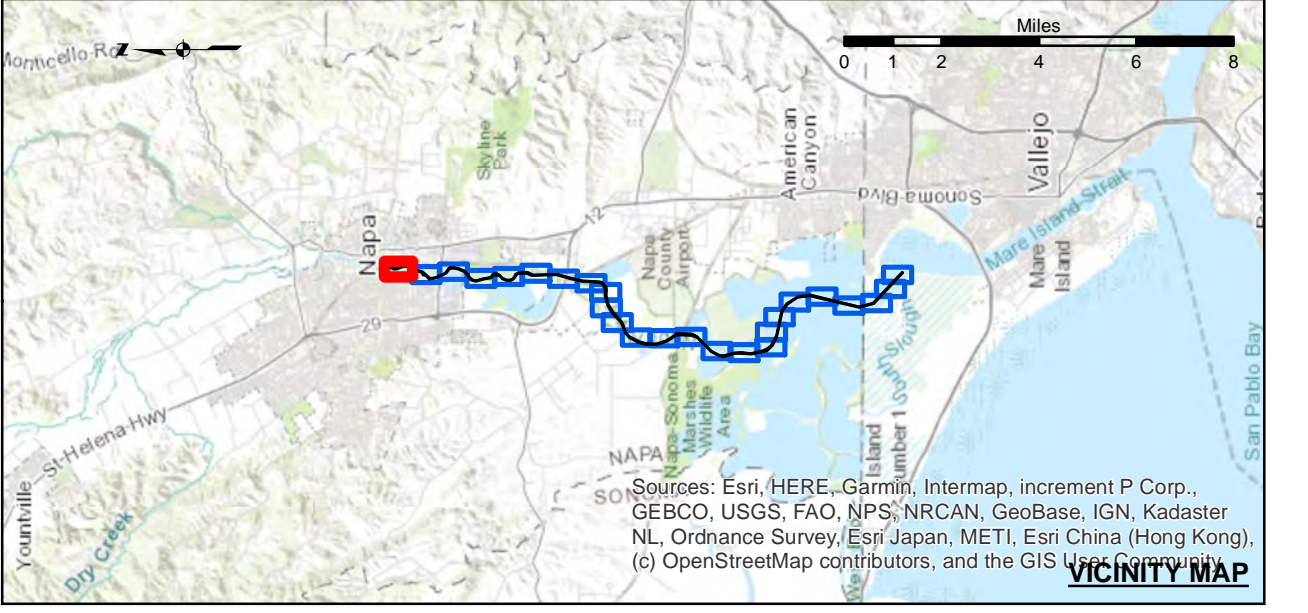 Monticello Rd
Z
Miles
0 1 2 4 6 8
Skyline
Park
American
Canyon
Vallejo
Sonoma Blvd
Mare Island Strait
12
Napa
Napa
County
Airport
Mare
Island
29
South Slough
San Pablo Bay
St Helena Hwy
Napa-Sonoma
Marshes
Wildlife
Area
Island
umber 1
NAPA
SONOM
Yountville
Dry Creek
Sources: Esri, HERE, Garmin, Intermap, increment P Corp.,
GEBCO, USGS, FAO, NPS, NRCAN, GeoBase, IGN, Kadaster
NL, Ordnance Survey, Esri Japan, METI, Esri China (Hong Kong),
(c) OpenStreetMap contributors, and the GIS User Community
VICINITY MAP